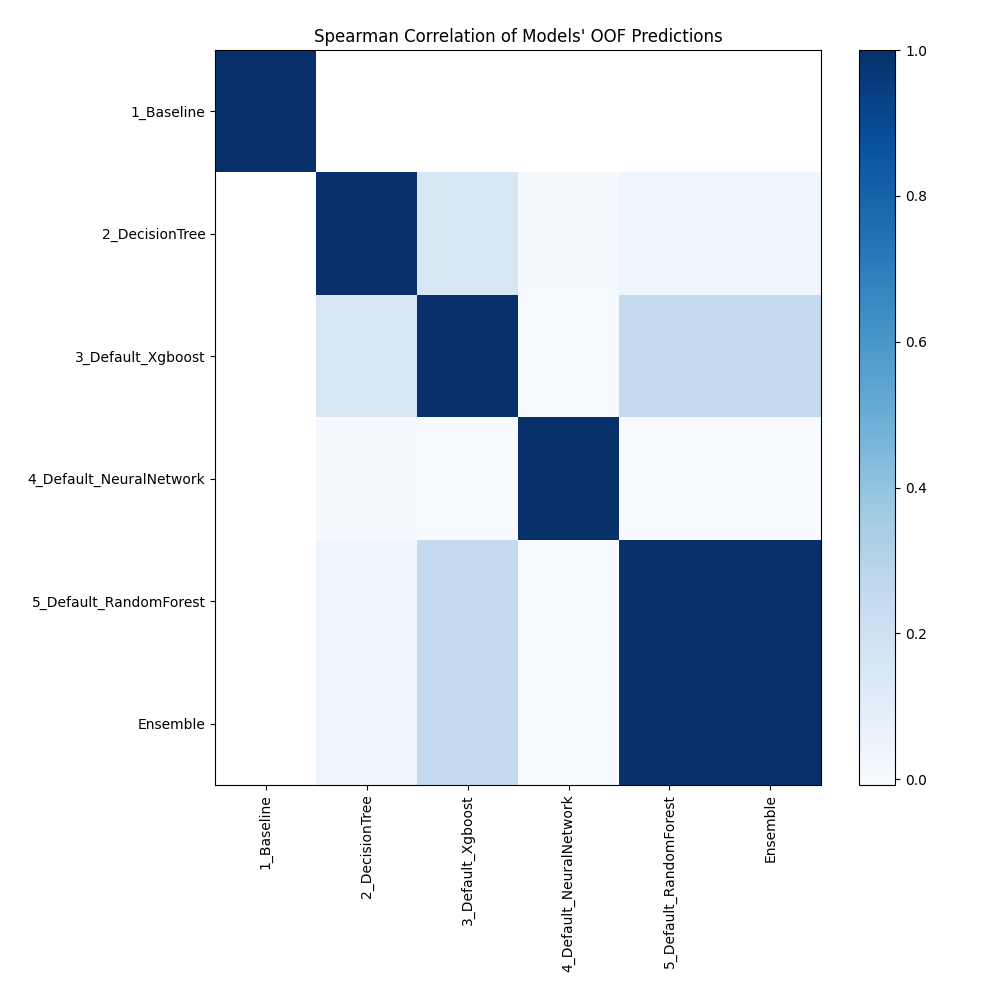 Spearman Correlation of Models' OOF Predictions
1_Baseline
2_DecisionTree
3_Default_Xgboost
4_Default_NeuralNetwork
5_Default_RandomForest
Ensemble
1_Baseline
2_DecisionTree
3_Default_Xgboost
4_Default_NeuralNetwork
5_Default_RandomForest
Ensemble
1.0
0.8
0.6
0.4
0.2
0.0